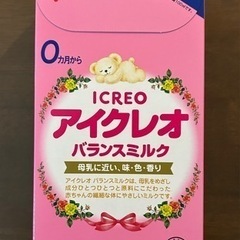 0カ月から
ICREO
アイクレオ
バランスミルク
母乳に近い、味・色・香り
アイクレオ バランスミルクは、母乳をめざし
成分ひとつひとつと原料にこだわった
赤ちゃんの繊細な体にやさしいミルクです。